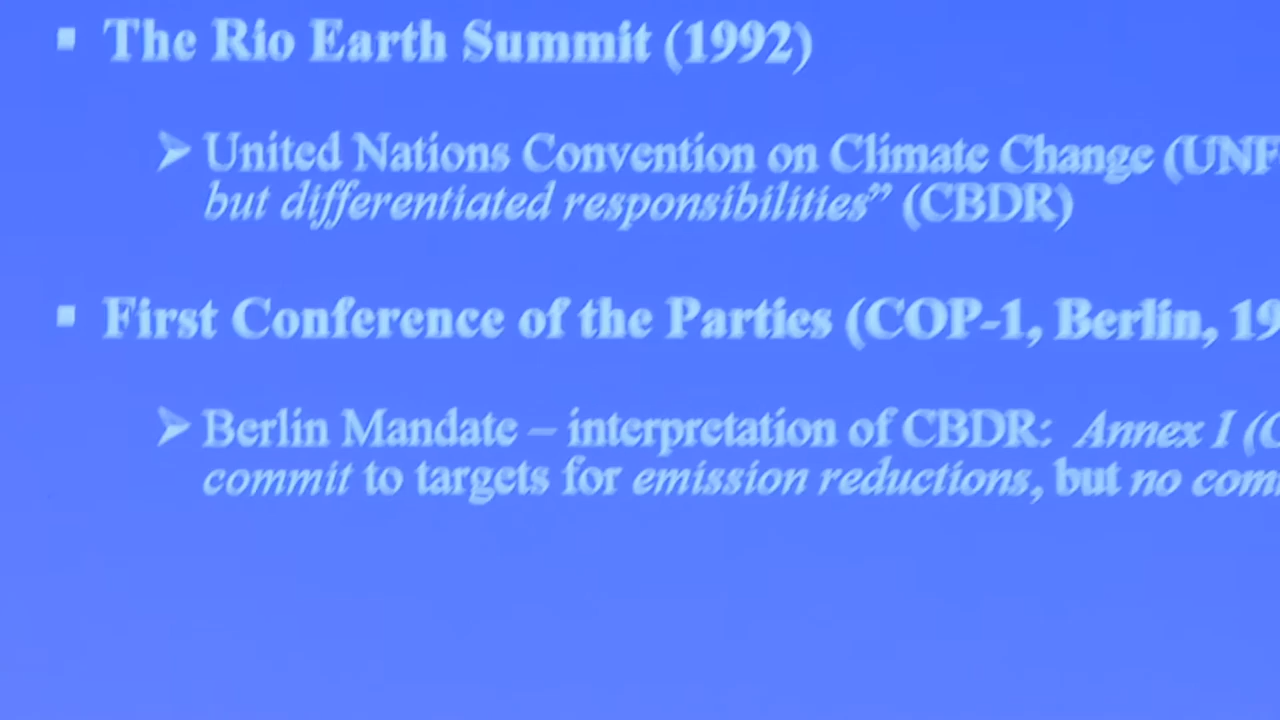 ▪ The Rio Earth Summit (1992)
➢ United Nations Convention on Climate Change (UNF
but differentiated responsibilities” (CBDR)
▪ First Conference of the Parties (COP-1, Berlin, 19
➢ Berlin Mandate – interpretation of CBDR: Annex I (
commit to targets for emission reductions, but no com